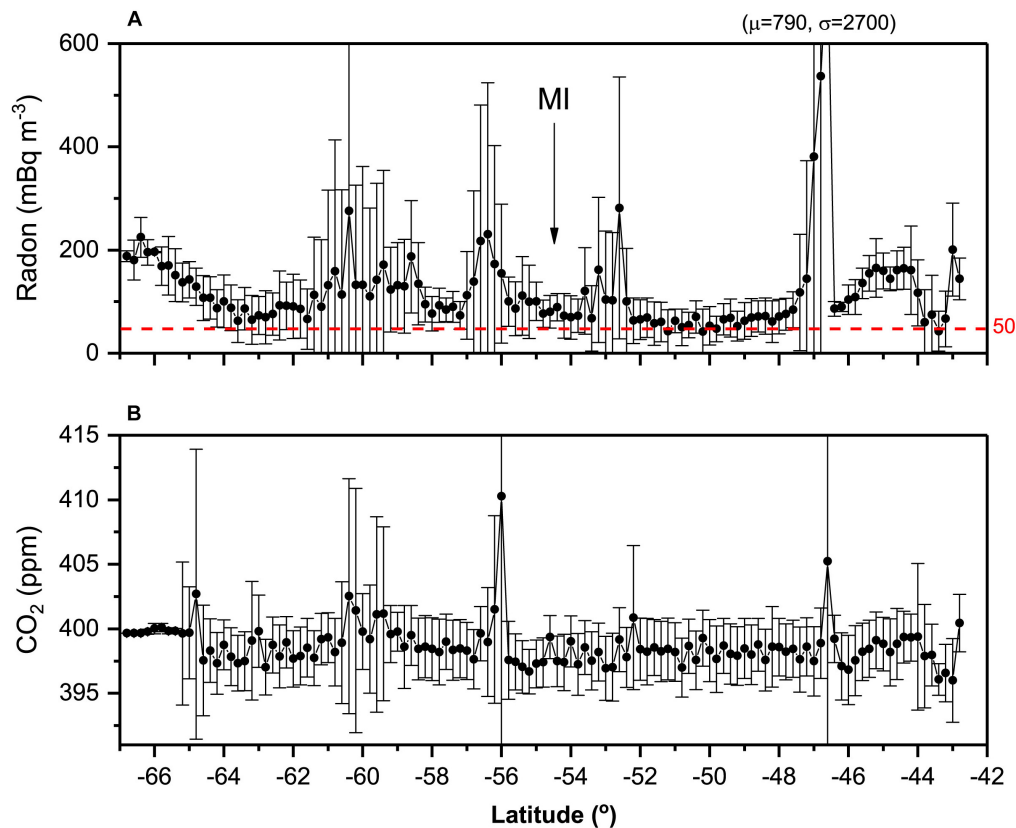 A
(μ=790, σ=2700)
600
400
200
0
Radon (mBq m⁻³)
MI
50
B
415
410
405
400
395
CO₂ (ppm)
-66 -64 -62 -60 -58 -56 -54 -52 -50 -48 -46 -44 -42
Latitude (º)